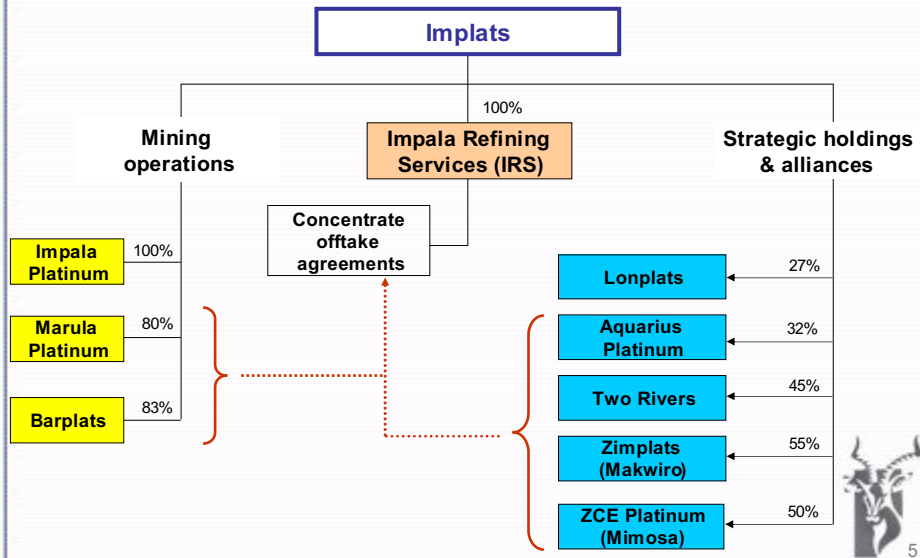 Implats
100%
Mining
operations
Impala Refining
Services (IRS)
Strategic holdings
& alliances
Concentrate
offtake
agreements
Impala
Platinum
100%
Marula
Platinum
80%
Barplats
83%
Lonplats
27%
Aquarius
Platinum
32%
Two Rivers
45%
Zimplats
(Makwiro)
55%
ZCE Platinum
(Mimosa)
50%
5